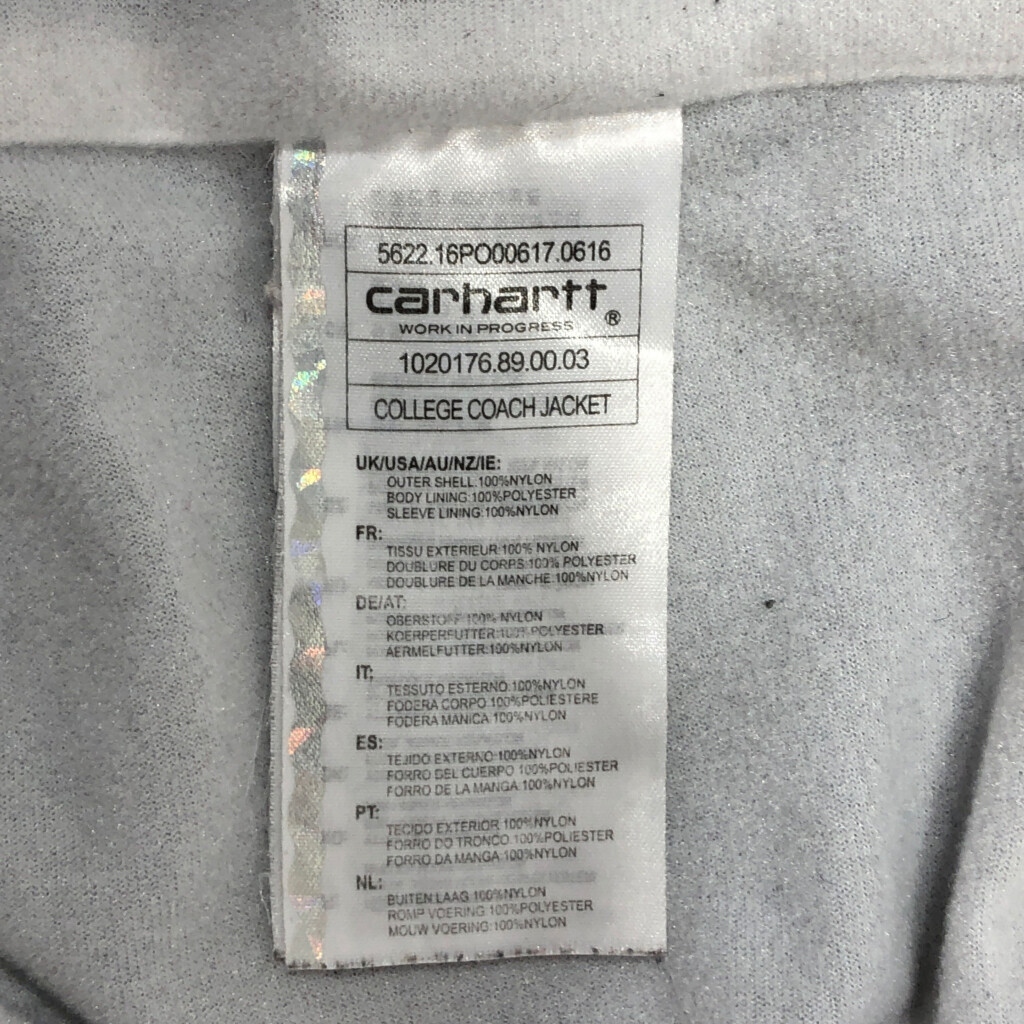 5622.16PO00617.0616
carhartt
WORK IN PROGRESS ®
1020176.89.00.03
COLLEGE COACH JACKET
UK/USA/AU/NZ/IE:
OUTER SHELL:100%NYLON
BODY LINING:100%POLYESTER
SLEEVE LINING:100%NYLON
FR:
TISSU EXTERIEUR:100% NYLON
DOUBLURE DU CORPS:100% POLYESTER
DOUBLURE DE LA MANCHE:100%NYLON
DE/AT:
OBERSTOFF:100% NYLON
KOERPERFUTTER:100%POLYESTER
AERMELFUTTER:100%NYLON
IT:
TESSUTO ESTERNO:100%NYLON
FODERA CORPO:100%POLIESTERE
FODERA MANICA:100%NYLON
ES:
TEJIDO EXTERNO:100%NYLON
FORRO DEL CUERPO:100%POLIESTER
FORRO DE LA MANGA:100%NYLON
PT:
TECIDO EXTERIOR:100%NYLON
FORRO DO TRONCO:100%POLIESTER
FORRO DA MANGA:100%NYLON
NL:
BUITEN LAAG:100%NYLON
ROMP VOERING:100%POLYESTER
MOUW VOERING:100%NYLON